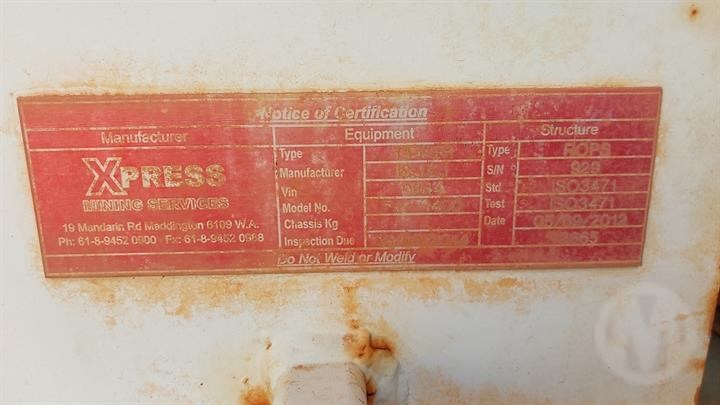 Notice of Certification
Manufacturer
XPRESS
MINING SERVICES
19 Mandarin Rd Maddington 6109 W.A.
Ph: 61-8-9452 0900 Fx: 61-8-9452 0988
Equipment
Type
Manufacturer
Vin
Model No.
Chassis Kg
Inspection Due
Structure
Type ROPS
S/N 929
Std ISO3471
Test ISO3471
Date 05/09/2012
Do Not Weld or Modify